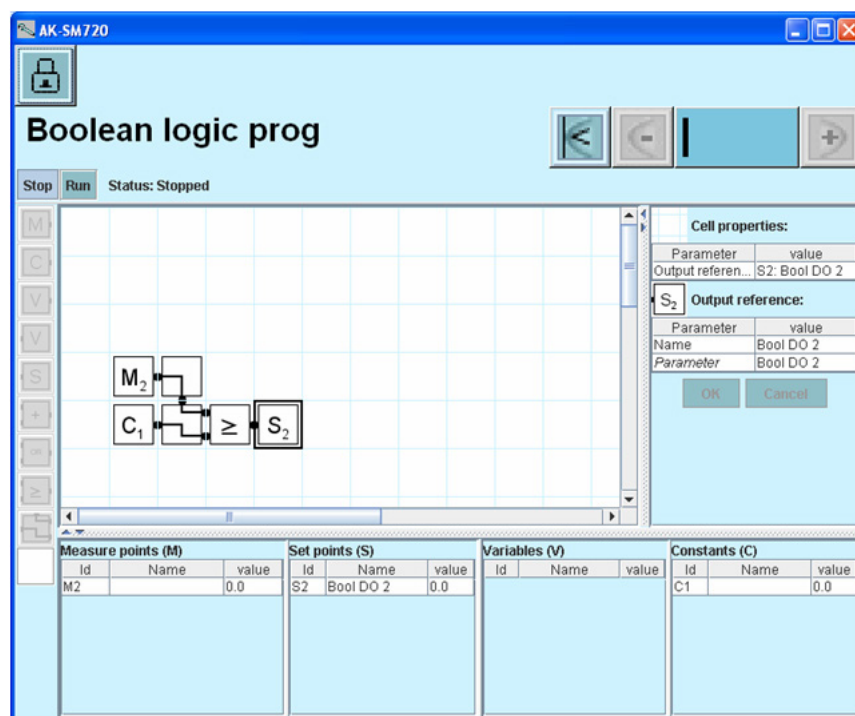 AK-SM720
Boolean logic prog
Stop Run Status: Stopped
M
C
V
V
S
+
≥
M2
C1 ≥ S2
Cell properties:
Parameter value
Output referen... S2: Bool DO 2
S2 Output reference:
Parameter value
Name Bool DO 2
Parameter Bool DO 2
OK Cancel
Measure points (M) Set points (S) Variables (V) Constants (C)
Id Name value Id Name value Id Name value Id Name value
M2 0.0 S2 Bool DO 2 0.0 C1 0.0